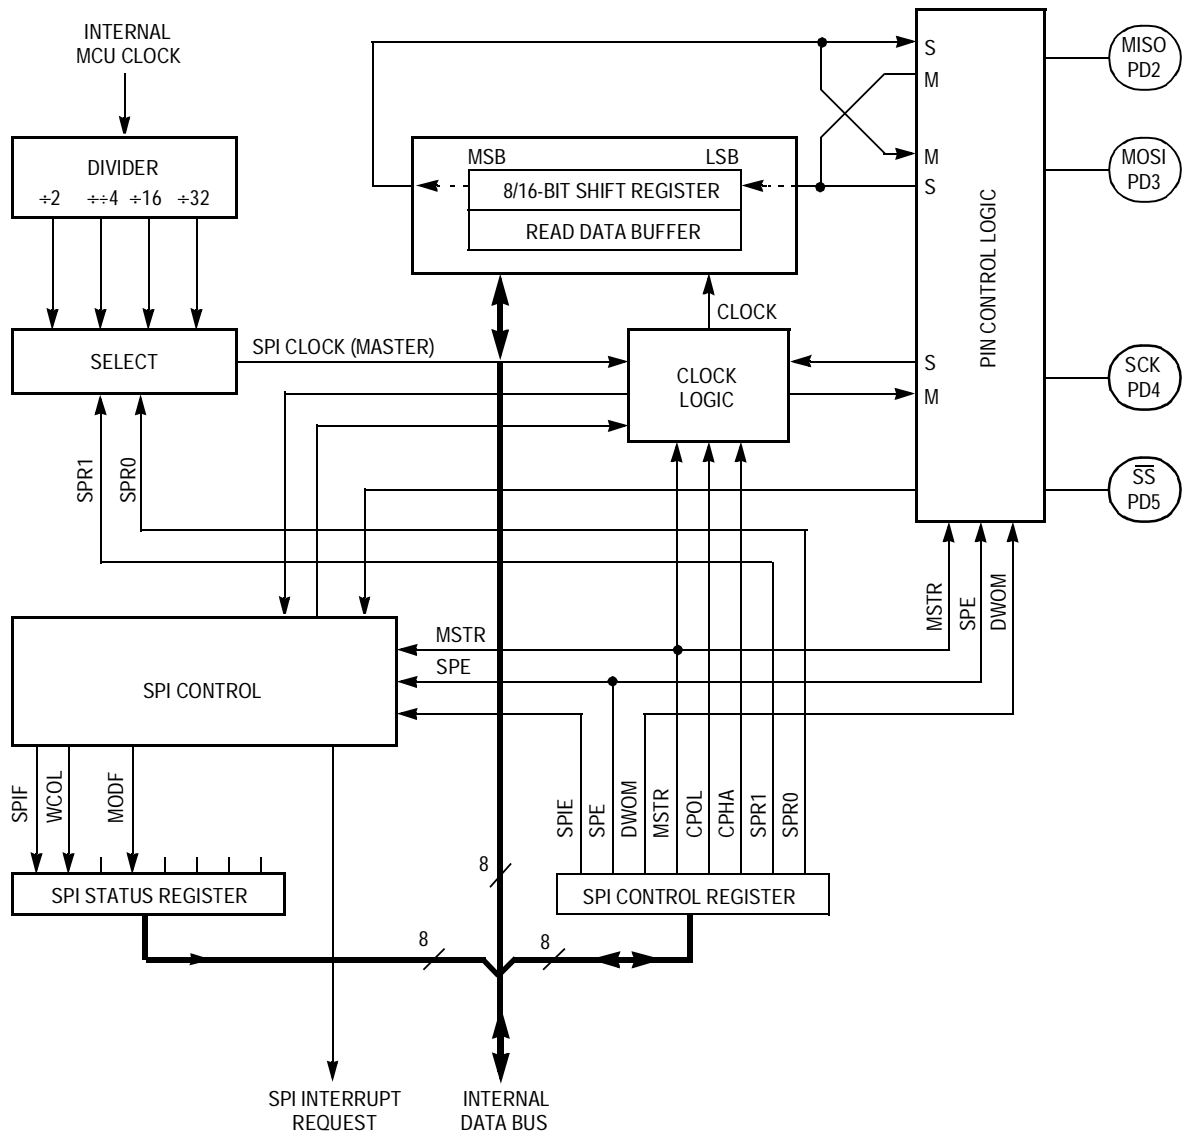 INTERNAL
MCU CLOCK
DIVIDER
÷2 ÷÷4 ÷16 ÷32
SELECT
SPI CLOCK (MASTER)
SPR1
SPR0
MSB
LSB
8/16-BIT SHIFT REGISTER
READ DATA BUFFER
CLOCK
CLOCK
LOGIC
S
M
M
S
S
M
S
PIN CONTROL LOGIC
MISO
PD2
MOSI
PD3
SCK
PD4
SS
PD5
MSTR
SPE
DWOM
MSTR
SPE
SPI CONTROL
SPIF
WCOL
MODF
SPI STATUS REGISTER
SPIE
SPE
DWOM
MSTR
CPOL
CPHA
SPR1
SPR0
SPI CONTROL REGISTER
8
8
8
SPI INTERRUPT
REQUEST
INTERNAL
DATA BUS